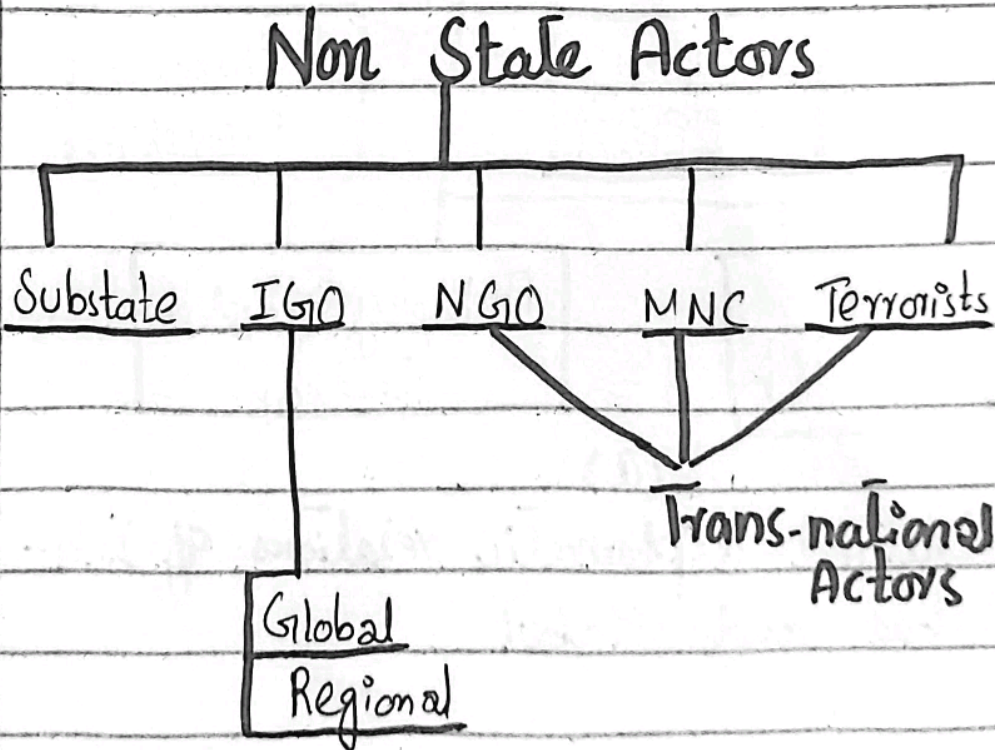 Non State Actors
Substate IGO NGO MNC Terrorists
Trans-national
Actors
Global
Regional